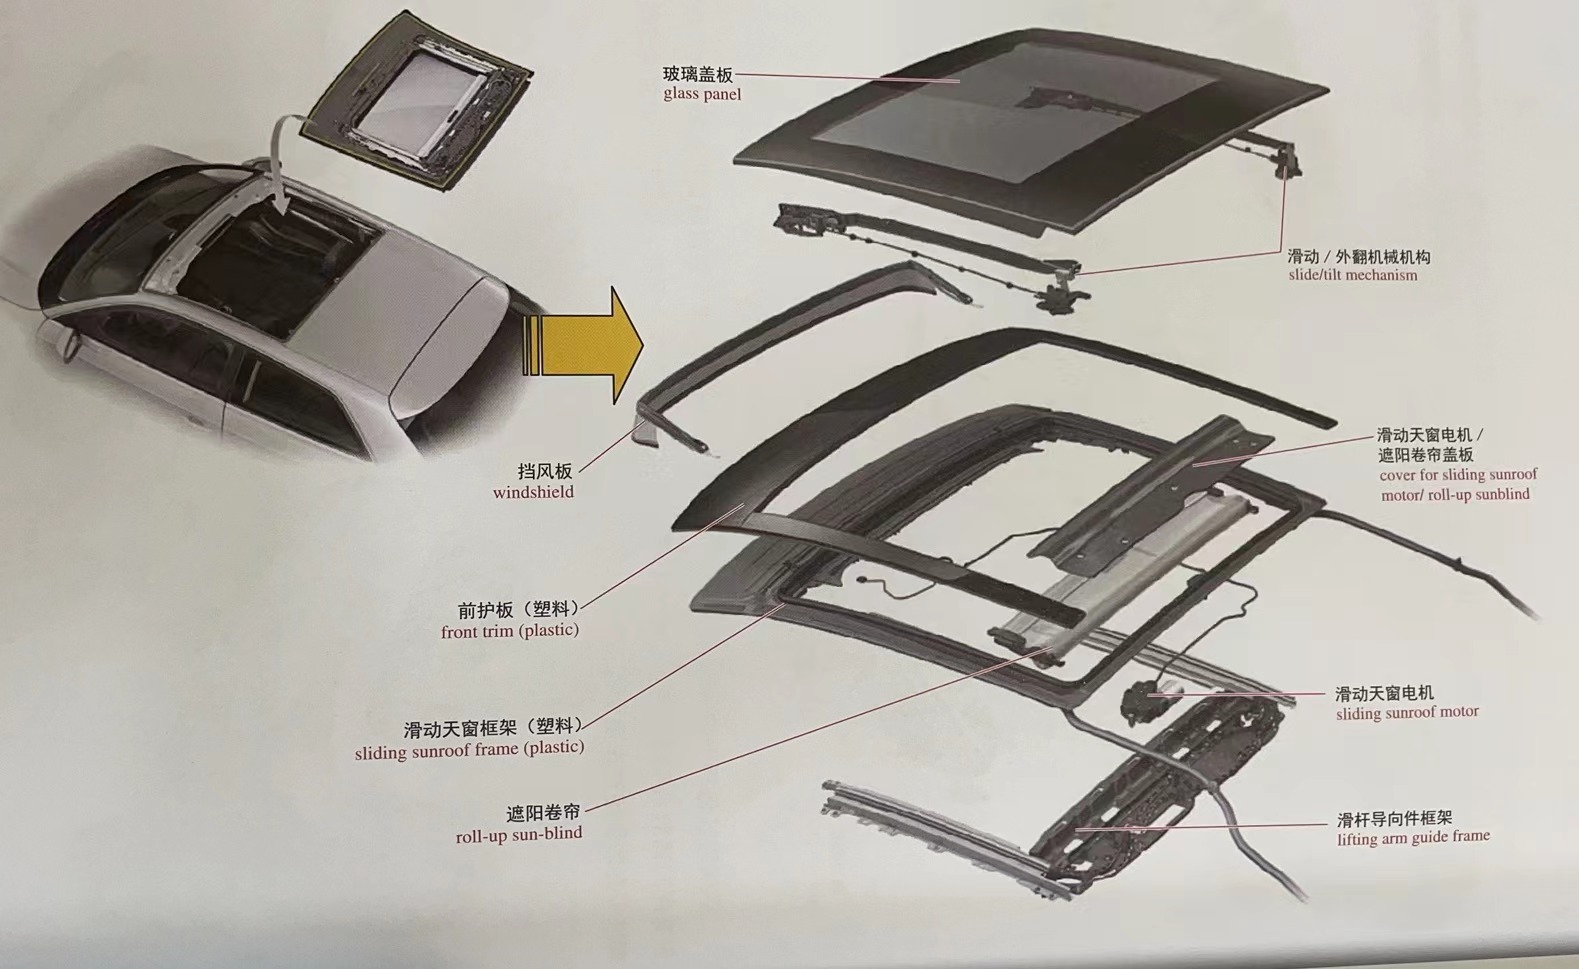 玻璃盖板
glass panel
滑动 / 外翻机械机构
slide/tilt mechanism
挡风板
windshield
滑动天窗电机 /
遮阳卷帘盖板
cover for sliding sunroof
motor/ roll-up sunblind
前护板（塑料）
front trim (plastic)
滑动天窗框架（塑料）
sliding sunroof frame (plastic)
滑动天窗电机
sliding sunroof motor
遮阳卷帘
roll-up sun-blind
滑杆导向件框架
lifting arm guide frame